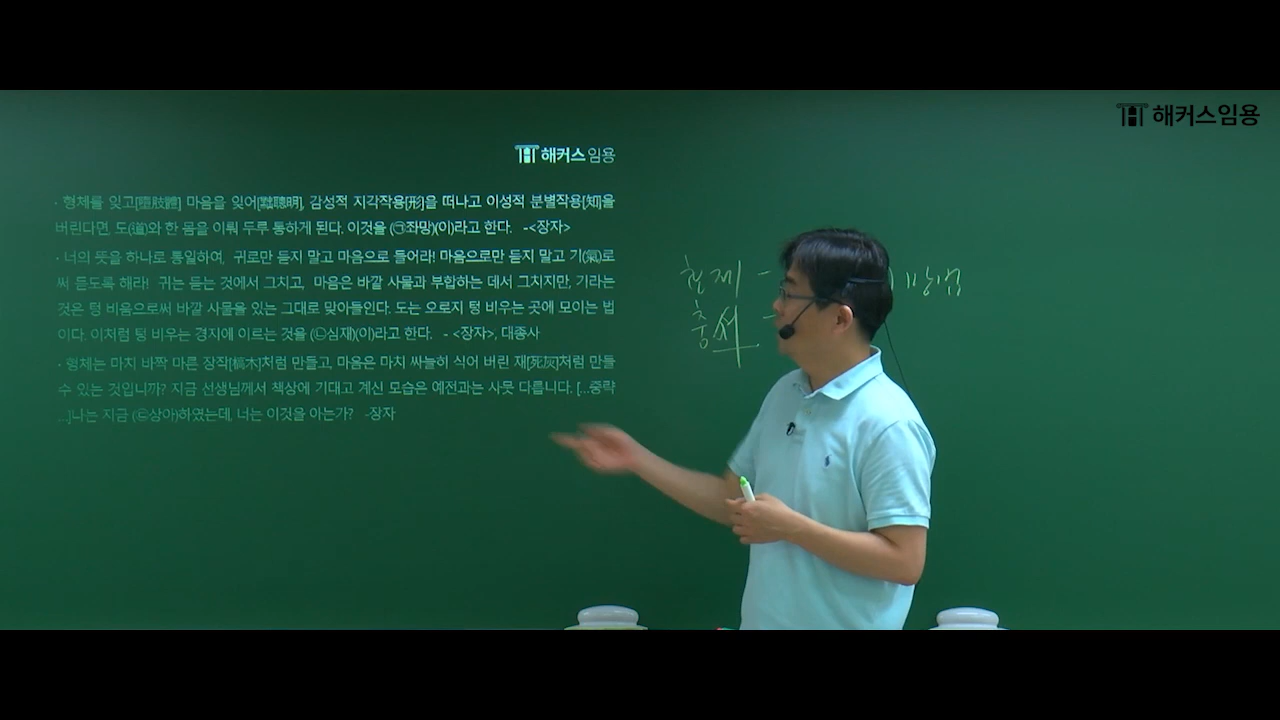 해커스임용
해커스 임용
· 형체를 잊고[墮肢體] 마음을 잊어[黜聰明], 감성적 지각작용[形]을 떠나고 이성적 분별작용[知]을
버린다면, 도(道)와 한 몸을 이뤄 두루 통하게 된다. 이것을 (㉠좌망)(이)라고 한다. -<장자>
· 너의 뜻을 하나로 통일하여, 귀로만 듣지 말고 마음으로 들어라! 마음으로만 듣지 말고 기(氣)로
써 듣도록 해라! 귀는 듣는 것에서 그치고, 마음은 바깥 사물과 부합하는 데서 그치지만, 기라는
것은 텅 비움으로써 바깥 사물을 있는 그대로 맞아들인다. 도는 오로지 텅 비우는 곳에 모이는 법
이다. 이처럼 텅 비우는 경지에 이르는 것을 (㉡심재)(이)라고 한다. - <장자>, 대종사
· 형체는 마치 바짝 마른 장작[槁木]처럼 만들고, 마음은 마치 싸늘히 식어 버린 재[死灰]처럼 만들
수 있는 것입니까? 지금 선생님께서 책상에 기대고 계신 모습은 예전과는 사뭇 다릅니다. […중략
…]나는 지금 (㉢상아)하였는데, 너는 이것을 아는가? -장자
방법